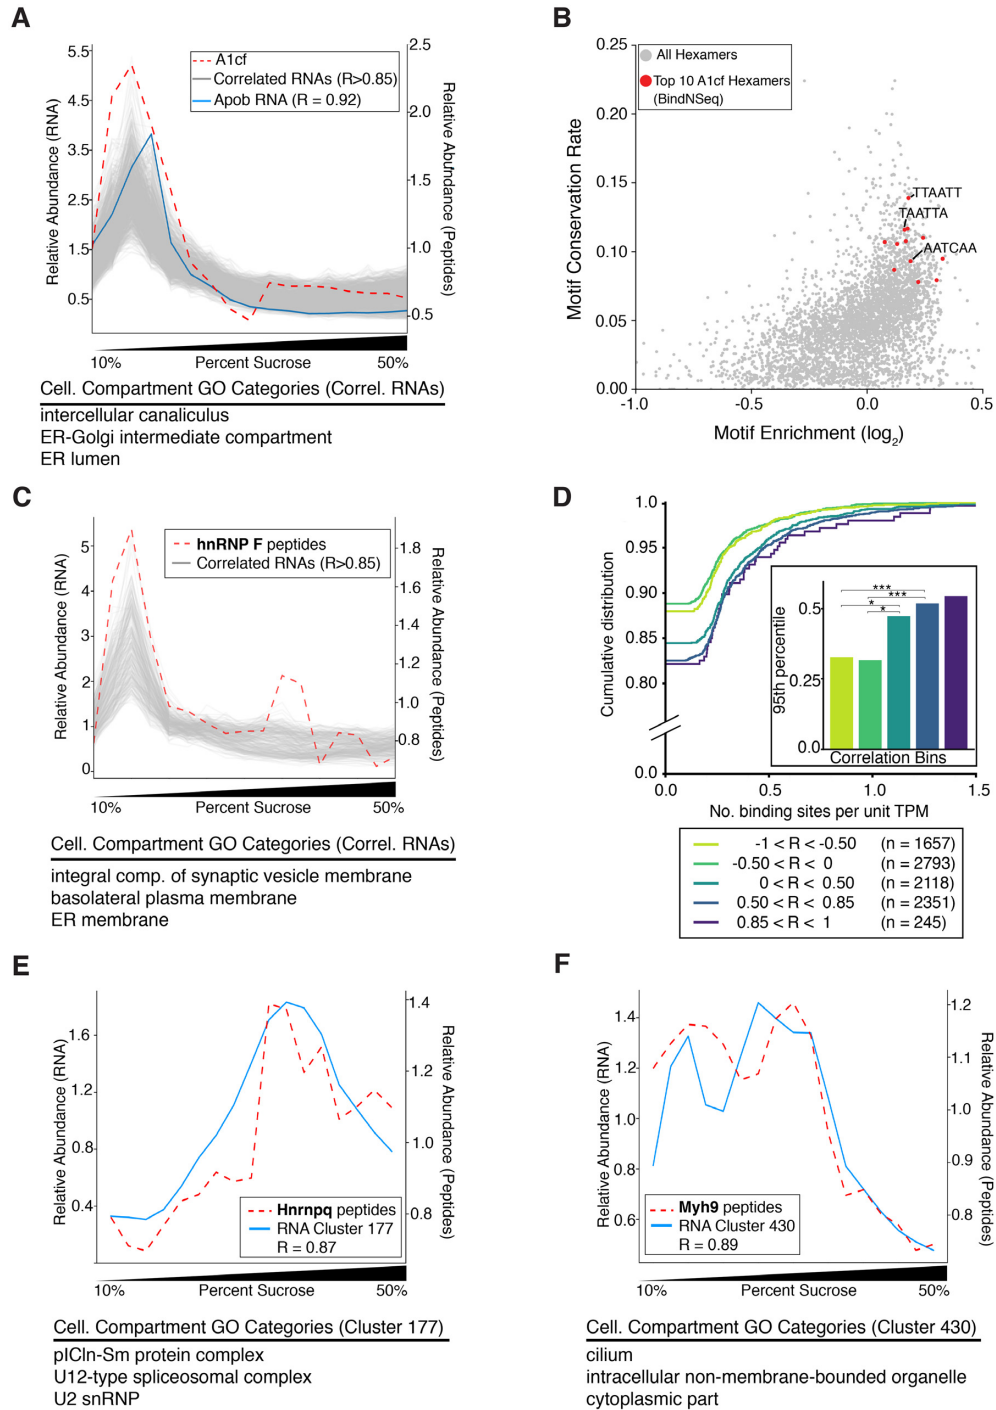 A
5.5
4.5
3.5
2.5
1.5
0.5
Relative Abundance (RNA)
2.5
2.0
1.5
1.0
0.5
Relative Abufndance (Peptides)
A1cf
Correlated RNAs (R>0.85)
Apob RNA (R = 0.92)
10%
Percent Sucrose
50%
Cell. Compartment GO Categories (Correl. RNAs)
intercellular canaliculus
ER-Golgi intermediate compartment
ER lumen
B
0.25
0.20
0.15
0.10
0.05
0.00
Motif Conservation Rate
All Hexamers
Top 10 A1cf Hexamers
(BindNSeq)
TTAATT
TAATTA
AATCAA
-1.0
-0.5
0.0
0.5
Motif Enrichment (log2)
C
5
4
3
2
1
0
Relative Abundance (RNA)
1.8
1.6
1.4
1.2
1.0
0.8
Relative Abundance (Peptides)
hnRNP F peptides
Correlated RNAs (R>0.85)
10%
Percent Sucrose
50%
Cell. Compartment GO Categories (Correl. RNAs)
integral comp. of synaptic vesicle membrane
basolateral plasma membrane
ER membrane
D
1.0
0.95
0.90
0.85
0.80
0.0
Cumulative distribution
***
***
*
*
0.5
0.25
0.0
95th percentile
Correlation Bins
0.0
0.5
1.0
1.5
No. binding sites per unit TPM
-1 < R < -0.50 (n = 1657)
-0.50 < R < 0 (n = 2793)
0 < R < 0.50 (n = 2118)
0.50 < R < 0.85 (n = 2351)
0.85 < R < 1 (n = 245)
E
1.6
1.2
0.8
0.4
Relative Abundance (RNA)
1.4
1.2
1.0
0.8
Relative Abundance (Peptides)
Hnrnpq peptides
RNA Cluster 177
R = 0.87
10%
Percent Sucrose
50%
Cell. Compartment GO Categories (Cluster 177)
pICln-Sm protein complex
U12-type spliceosomal complex
U2 snRNP
F
1.4
1.2
1.0
0.8
0.6
Relative Abundance (RNA)
1.2
1.1
1.0
0.9
0.8
Relative Abundance (Peptides)
Myh9 peptides
RNA Cluster 430
R = 0.89
10%
Percent Sucrose
50%
Cell. Compartment GO Categories (Cluster 430)
cilium
intracellular non-membrane-bounded organelle
cytoplasmic part